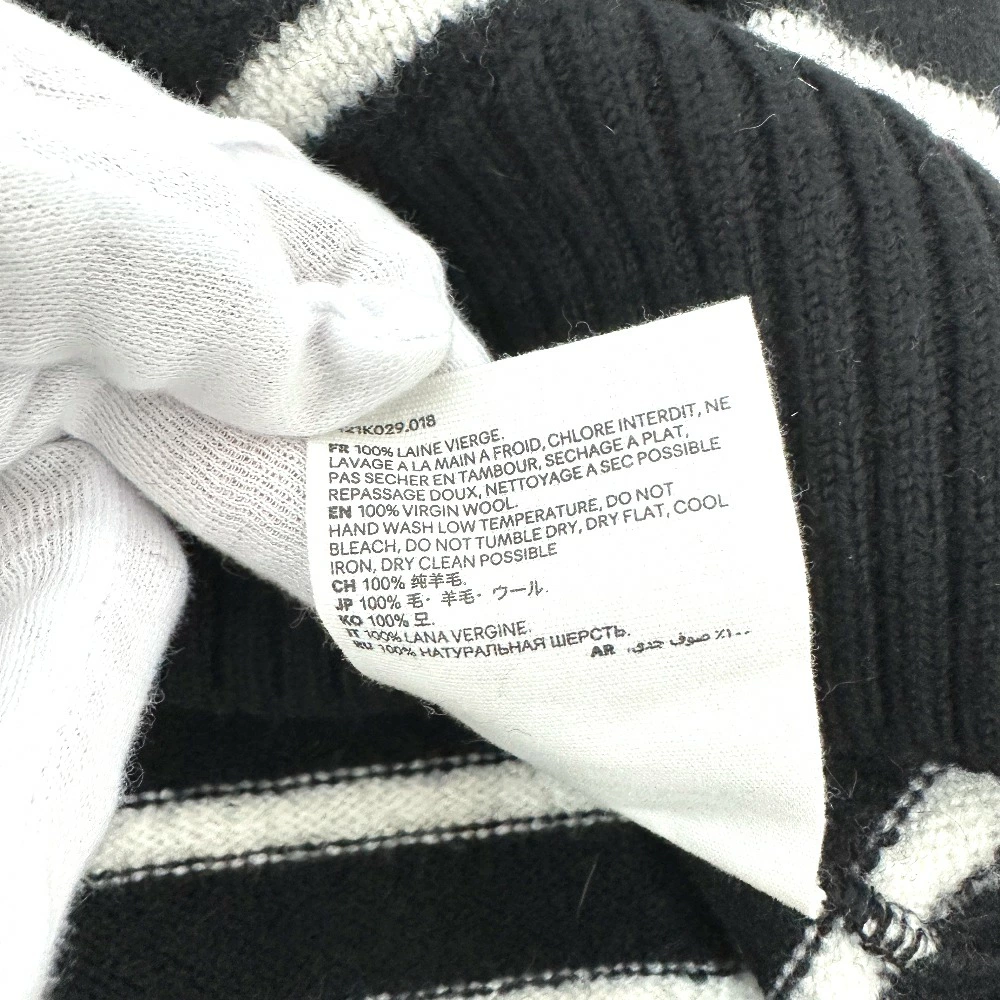 121K029.018
FR 100% LAINE VIERGE.
LAVAGE A LA MAIN A FROID, CHLORE INTERDIT, NE
PAS SECHER EN TAMBOUR, SECHAGE A PLAT,
REPASSAGE DOUX, NETTOYAGE A SEC POSSIBLE
EN 100% VIRGIN WOOL.
HAND WASH LOW TEMPERATURE, DO NOT
BLEACH, DO NOT TUMBLE DRY, DRY FLAT, COOL
IRON, DRY CLEAN POSSIBLE
CH 100% 纯羊毛.
JP 100% 毛・羊毛・ウール.
KO 100% 모.
IT 100% LANA VERGINE.
RU 100% НАТУРАЛЬНАЯ ШЕРСТЬ.
AR ١٠٠٪ صوف